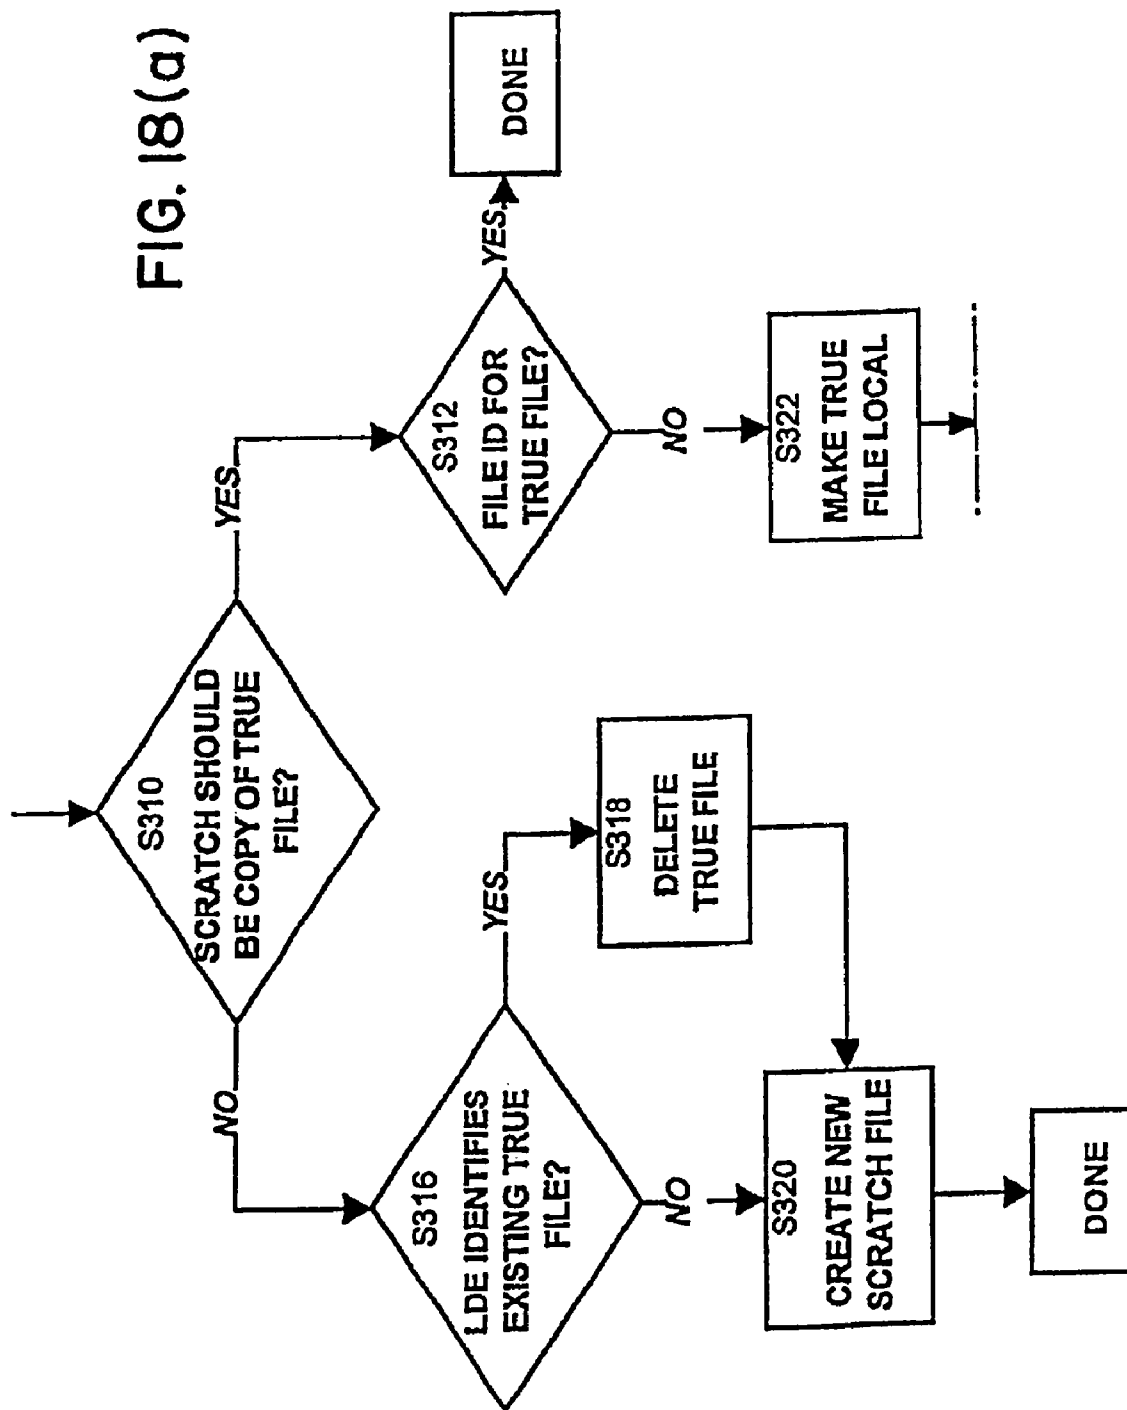 FIG. 18(a)
S310
SCRATCH SHOULD
BE COPY OF TRUE
FILE?
NO
YES
S316
LDE IDENTIFIES
EXISTING TRUE
FILE?
YES
NO
S318
DELETE
TRUE FILE
S320
CREATE NEW
SCRATCH FILE
DONE
S312
FILE ID FOR
TRUE FILE?
YES
DONE
NO
S322
MAKE TRUE
FILE LOCAL